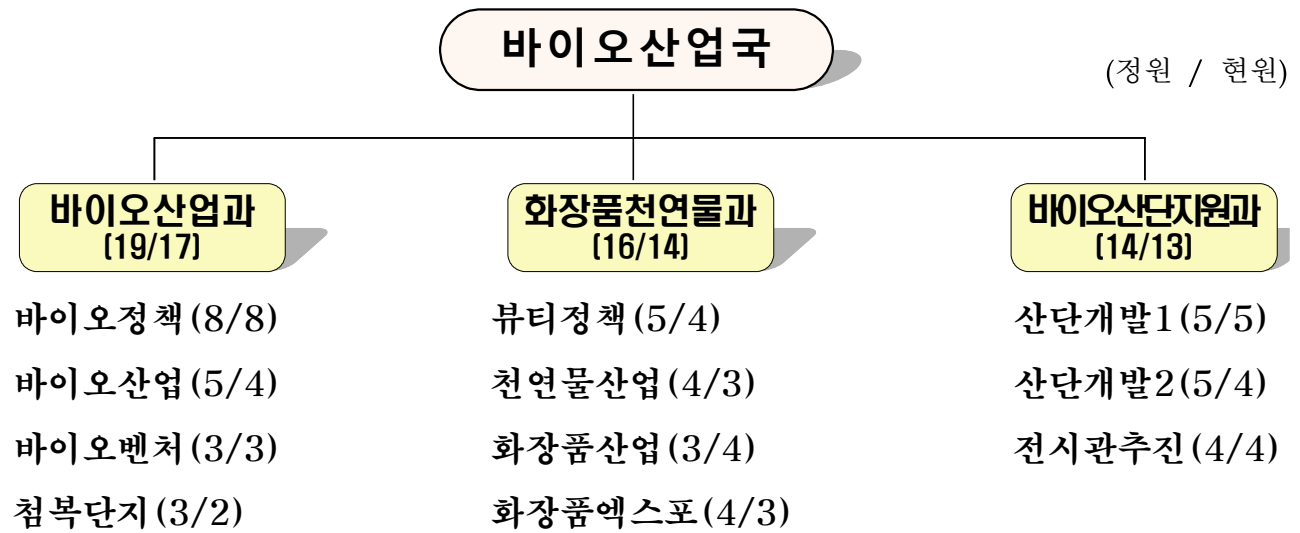 바이오산업국
(정원 / 현원)
바이오산업과
(19/17)
바이오정책(8/8)
바이오산업(5/4)
바이오벤처(3/3)
첨복단지(3/2)
화장품천연물과
(16/14)
뷰티정책(5/4)
천연물산업(4/3)
화장품산업(3/4)
화장품엑스포(4/3)
바이오산단지원과
(14/13)
산단개발1(5/5)
산단개발2(5/4)
전시관추진(4/4)